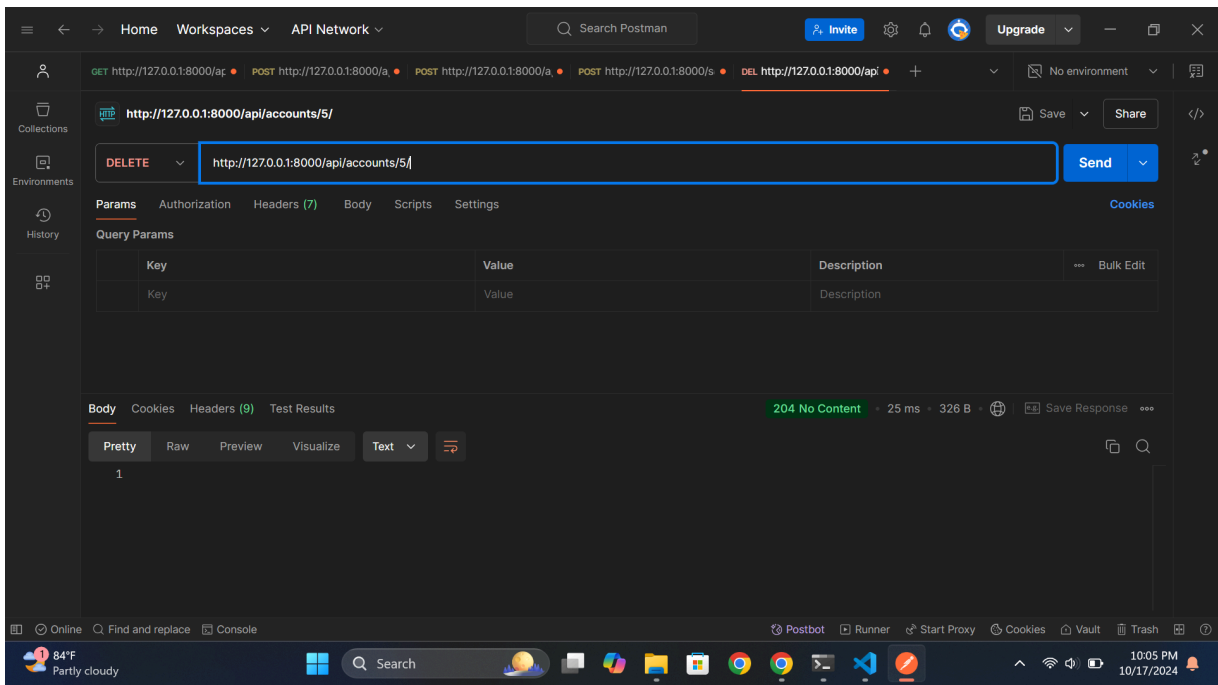 Home Workspaces API Network Search Postman Invite Upgrade
GET http://127.0.0.1:8000/ap POST http://127.0.0.1:8000/a, POST http://127.0.0.1:8000/a, POST http://127.0.0.1:8000/s DEL http://127.0.0.1:8000/api No environment
HTTP http://127.0.0.1:8000/api/accounts/5/ Save Share
Collections
DELETE http://127.0.0.1:8000/api/accounts/5/ Send
Environments
Params Authorization Headers (7) Body Scripts Settings Cookies
History
Query Params
Key Value Description Bulk Edit
Key Value Description
Body Cookies Headers (9) Test Results 204 No Content 25 ms 326 B Save Response
Pretty Raw Preview Visualize Text
1
Online Find and replace Console Postbot Runner Start Proxy Cookies Vault Trash
1 84°F
Partly cloudy
Search
10:05 PM
10/17/2024